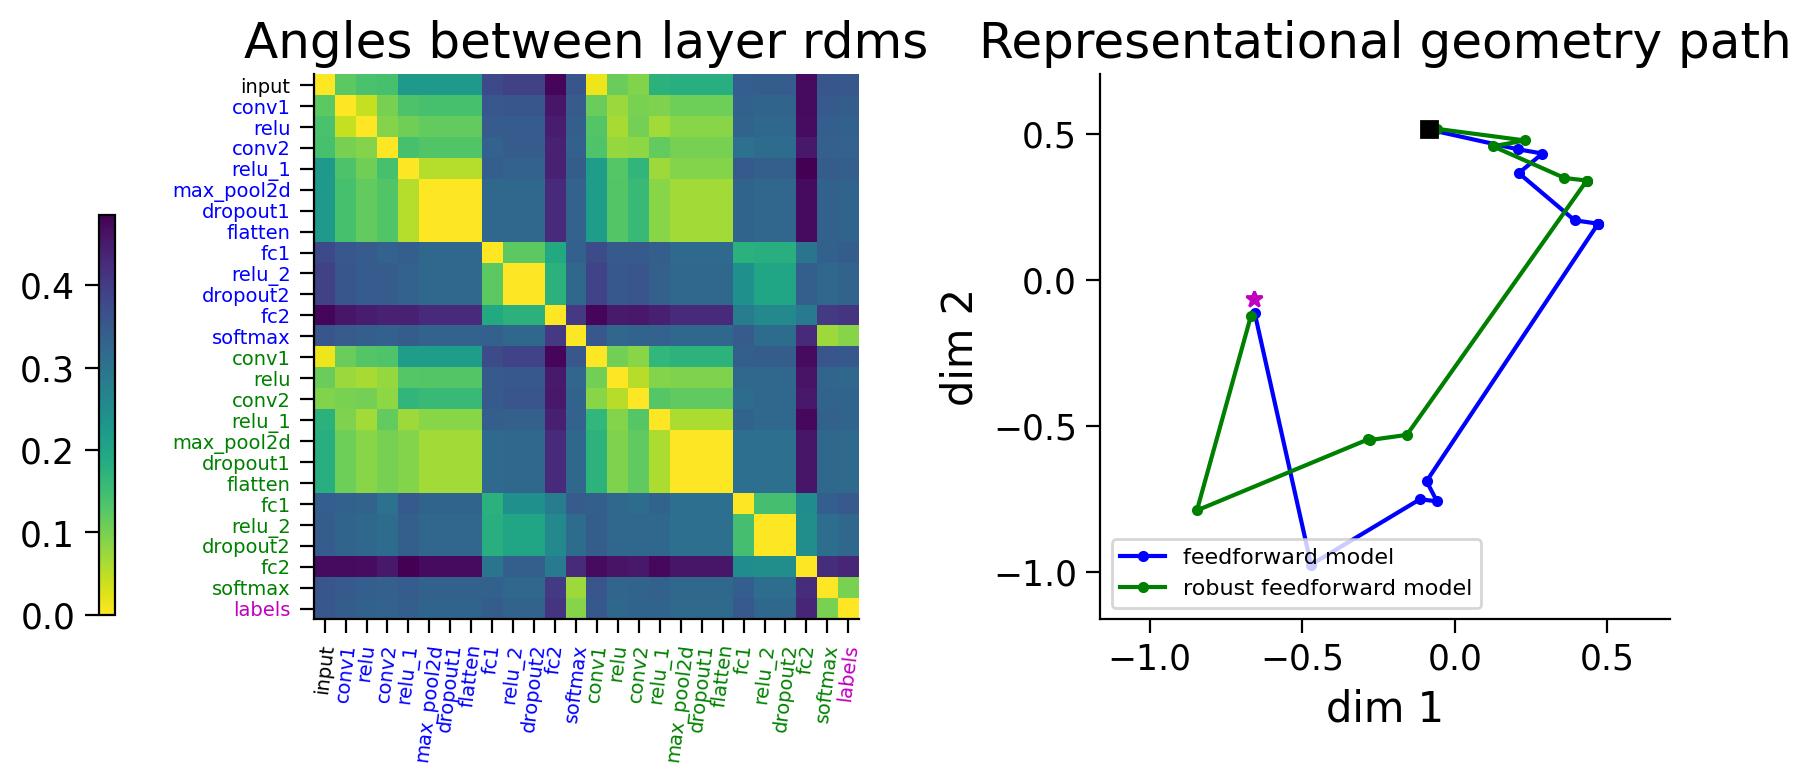 Angles between layer rdms
input
conv1
relu
conv2
relu_1
max_pool2d
dropout1
flatten
fc1
relu_2
dropout2
fc2
softmax
conv1
relu
conv2
relu_1
max_pool2d
dropout1
flatten
fc1
relu_2
dropout2
fc2
softmax
labels
0.4
0.3
0.2
0.1
0.0
input
conv1
relu
conv2
relu_1
max_pool2d
dropout1
flatten
fc1
relu_2
dropout2
fc2
softmax
conv1
relu
conv2
relu_1
max_pool2d
dropout1
flatten
fc1
relu_2
dropout2
fc2
softmax
labels
Representational geometry path
0.5
0.0
−0.5
−1.0
dim 2
feedforward model
robust feedforward model
−1.0
−0.5
0.0
0.5
dim 1